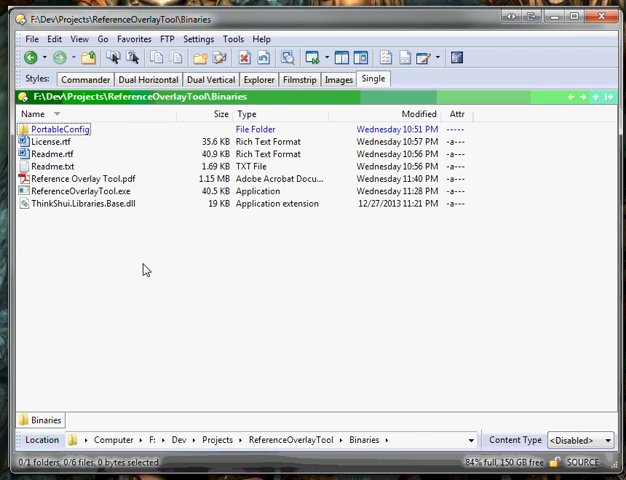 F:\Dev\Projects\ReferenceOverlayTool\Binaries
File Edit View Go Favorites FTP Settings Tools Help
Styles: Commander Dual Horizontal Dual Vertical Explorer Filmstrip Images Single
F:\Dev\Projects\ReferenceOverlayTool\Binaries
Name Size Type Modified Attr
PortableConfig File Folder Wednesday 10:51 PM -----
License.rtf 35.6 KB Rich Text Format Wednesday 10:57 PM -a---
Readme.rtf 40.9 KB Rich Text Format Wednesday 10:56 PM -a---
Readme.txt 1.69 KB TXT File Wednesday 10:56 PM -a---
Reference Overlay Tool.pdf 1.15 MB Adobe Acrobat Docu... Wednesday 11:40 PM -a---
ReferenceOverlayTool.exe 40.5 KB Application Wednesday 11:28 PM -a---
ThinkShui.Libraries.Base.dll 19 KB Application extension 12/27/2013 11:21 PM -a---
Binaries
Location Computer F: Dev Projects ReferenceOverlayTool Binaries Content Type <Disabled>
0/1 folders, 0/6 files, 0 bytes selected 84% full, 150 GB free SOURCE